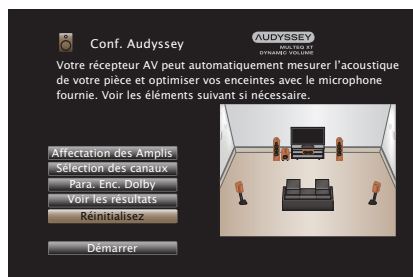 Conf. Audyssey
AUDYSSEY
MULTEQ XT
DYNAMIC VOLUME
Votre récepteur AV peut automatiquement mesurer l'acoustique
de votre pièce et optimiser vos enceintes avec le microphone
fournie. Voir les éléments suivant si nécessaire.
Affectation des Amplis
Sélection des canaux
Para. Enc. Dolby
Voir les résultats
Réinitialisez
Démarrer